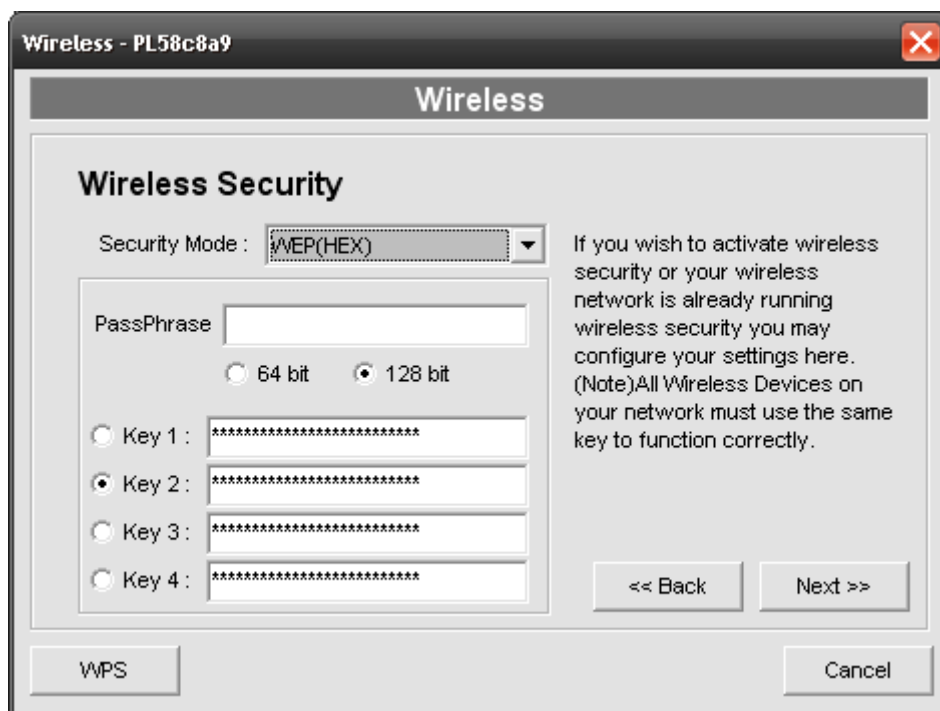 Wireless - PL58c8a9
Wireless
Wireless Security
Security Mode : WEP(HEX)
PassPhrase
64 bit 128 bit
Key 1 : **************************
Key 2 : **************************
Key 3 : **************************
Key 4 : **************************
If you wish to activate wireless
security or your wireless
network is already running
wireless security you may
configure your settings here.
(Note)All Wireless Devices on
your network must use the same
key to function correctly.
<< Back Next >>
WPS Cancel